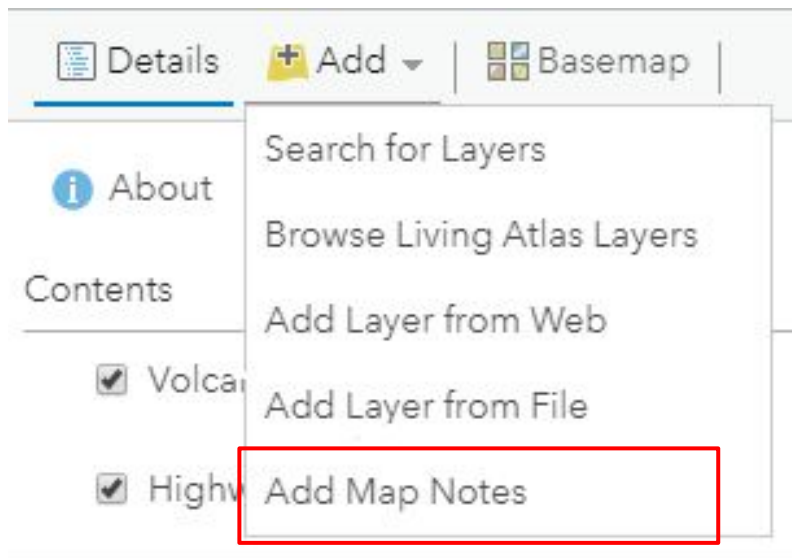 Details Add Basemap
Search for Layers
About
Browse Living Atlas Layers
Contents
Add Layer from Web
Add Layer from File
Add Map Notes